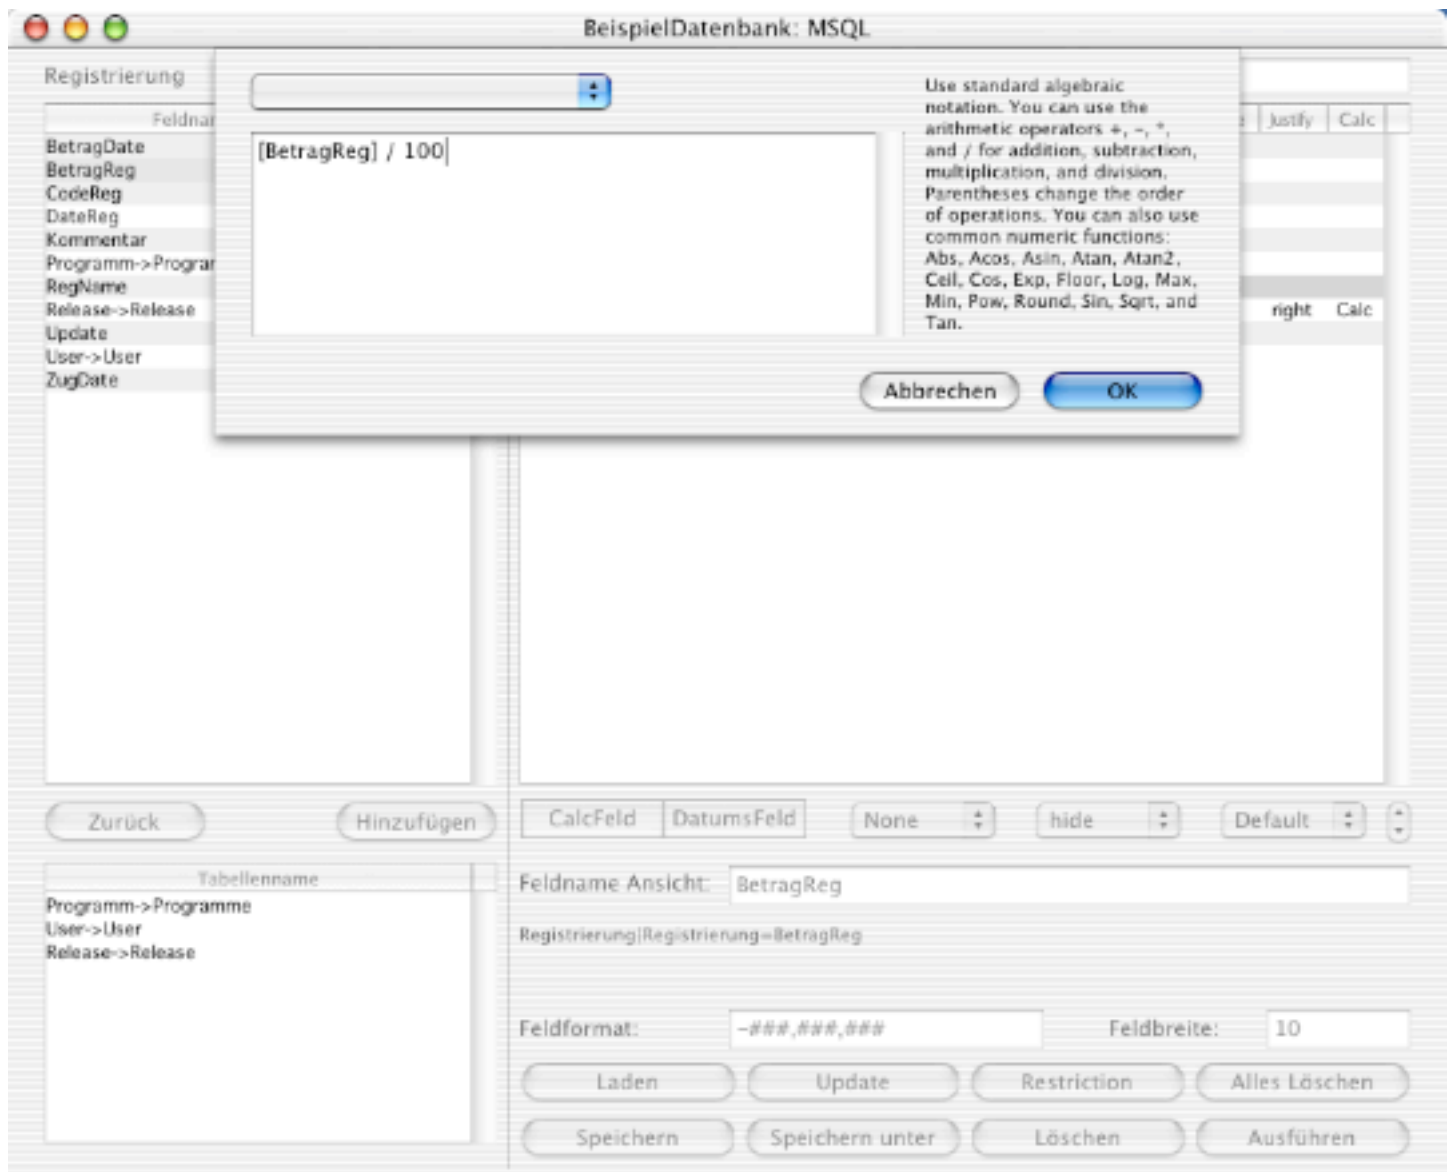 BeispielDatenbank: MSQL
Registrierung
Use standard algebraic
notation. You can use the
arithmetic operators +, -, *,
and / for addition, subtraction,
multiplication, and division.
Parentheses change the order
of operations. You can also use
common numeric functions:
Abs, Acos, Asin, Atan, Atan2,
Ceil, Cos, Exp, Floor, Log, Max,
Min, Pow, Round, Sin, Sqrt, and
Tan.
[BetragReg] / 100
Abbrechen OK
Justify Calc
right Calc
BetragDate
BetragReg
CodeReg
DateReg
Kommentar
RegName
Release->Release
Update
User->User
ZugDate
Zurück Hinzufügen
CalcFeld DatumsFeld None hide Default
Tabellenname
Programm->Programme
User->User
Release->Release
Feldname Ansicht: BetragReg
Registrierung|Registrierung=BetragReg
Feldformat: -###,###,### Feldbreite: 10
Laden Update Restriction Alles Löschen
Speichern Speichern unter Löschen Ausführen